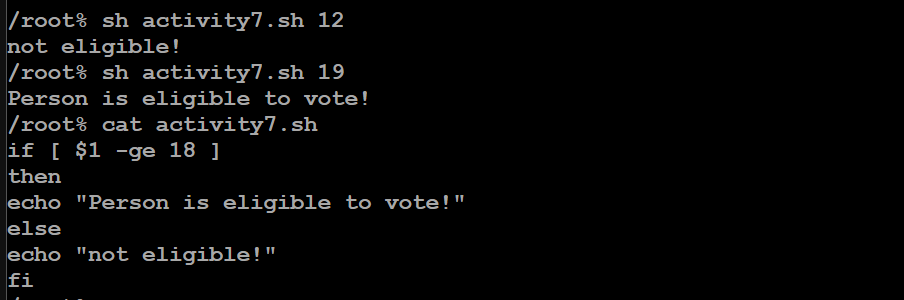 /root% sh activity7.sh 12
not eligible!
/root% sh activity7.sh 19
Person is eligible to vote!
/root% cat activity7.sh
if [ $1 -ge 18 ]
then
echo "Person is eligible to vote!"
else
echo "not eligible!"
fi